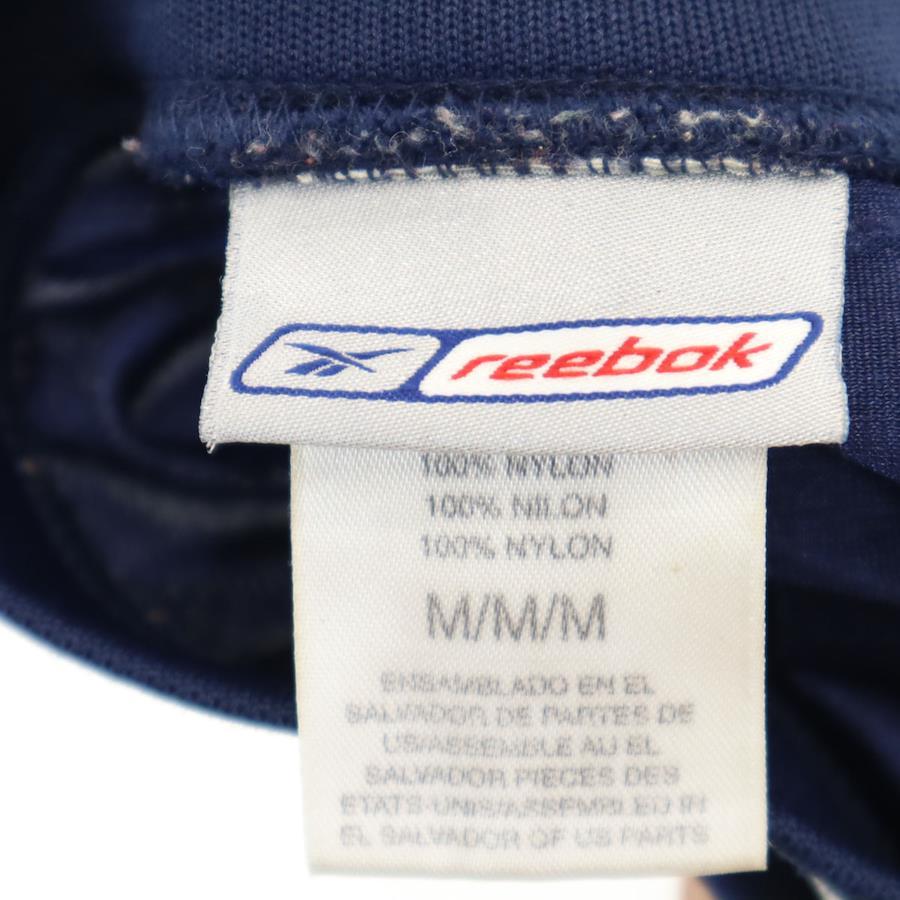 reebok
100% NYLON
100% NILON
100% NYLON
M/M/M
ENSAMBLADO EN EL
SALVADOR DE PARTES DE
US/ASSEMBLE AU EL
SALVADOR PIECES DES
ETATS-UNIS/ASSEMBLED IN
EL SALVADOR OF US PARTS